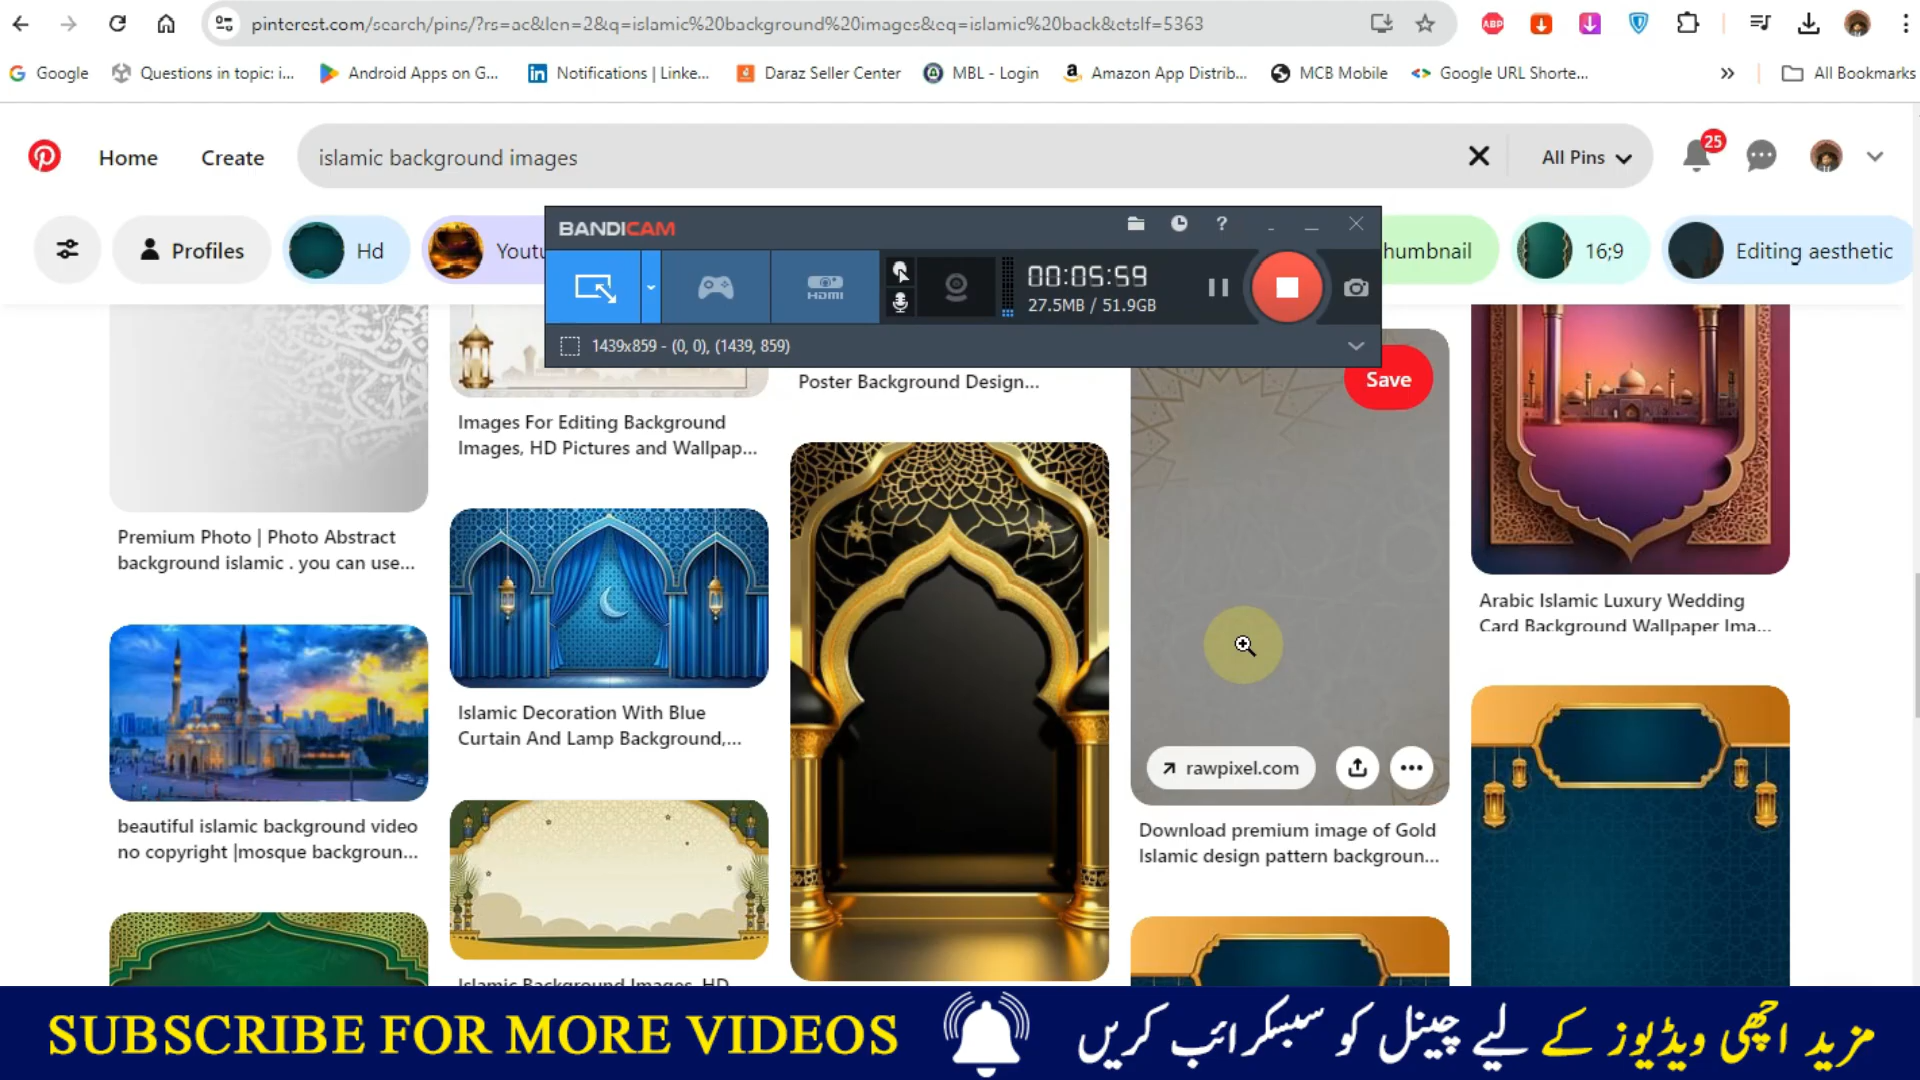 pinterest.com/search/pins/?rs=ac&len=2&q=islamic%20background%20images&eq=islamic%20back&etslf=5363
ABP
Google
Questions in topic: i...
Android Apps on G...
Notifications | Linke...
Daraz Seller Center
MBL - Login
Amazon App Distrib...
MCB Mobile
Google URL Shorte...
All Bookmarks
Home
Create
islamic background images
All Pins
25
Profiles
Hd
Youtu
humbnail
16;9
Editing aesthetic
BANDICAM
HDMI
00:05:59
27.5MB / 51.9GB
1439x859 - (0, 0), (1439, 859)
Save
Poster Background Design...
Images For Editing Background
Images, HD Pictures and Wallpap...
Premium Photo | Photo Abstract
background islamic . you can use...
Arabic Islamic Luxury Wedding
Card Background Wallpaper Ima...
Islamic Decoration With Blue
Curtain And Lamp Background,...
rawpixel.com
beautiful islamic background video
no copyright |mosque backgroun...
Download premium image of Gold
Islamic design pattern backgroun...
Islamic Background Images, HD
SUBSCRIBE FOR MORE VIDEOS
مزید اچھی ویڈیوز کے لیے چینل کو سبسکرائب کریں